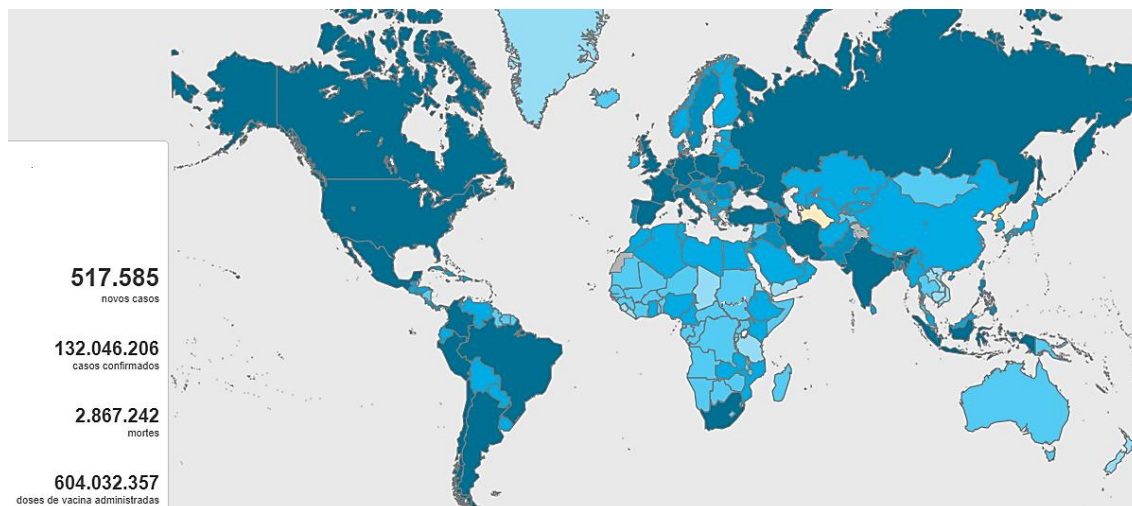 517.585
novos casos
132.046.206
casos confirmados
2.867.242
mortes
604.032.357
doses de vacina administradas